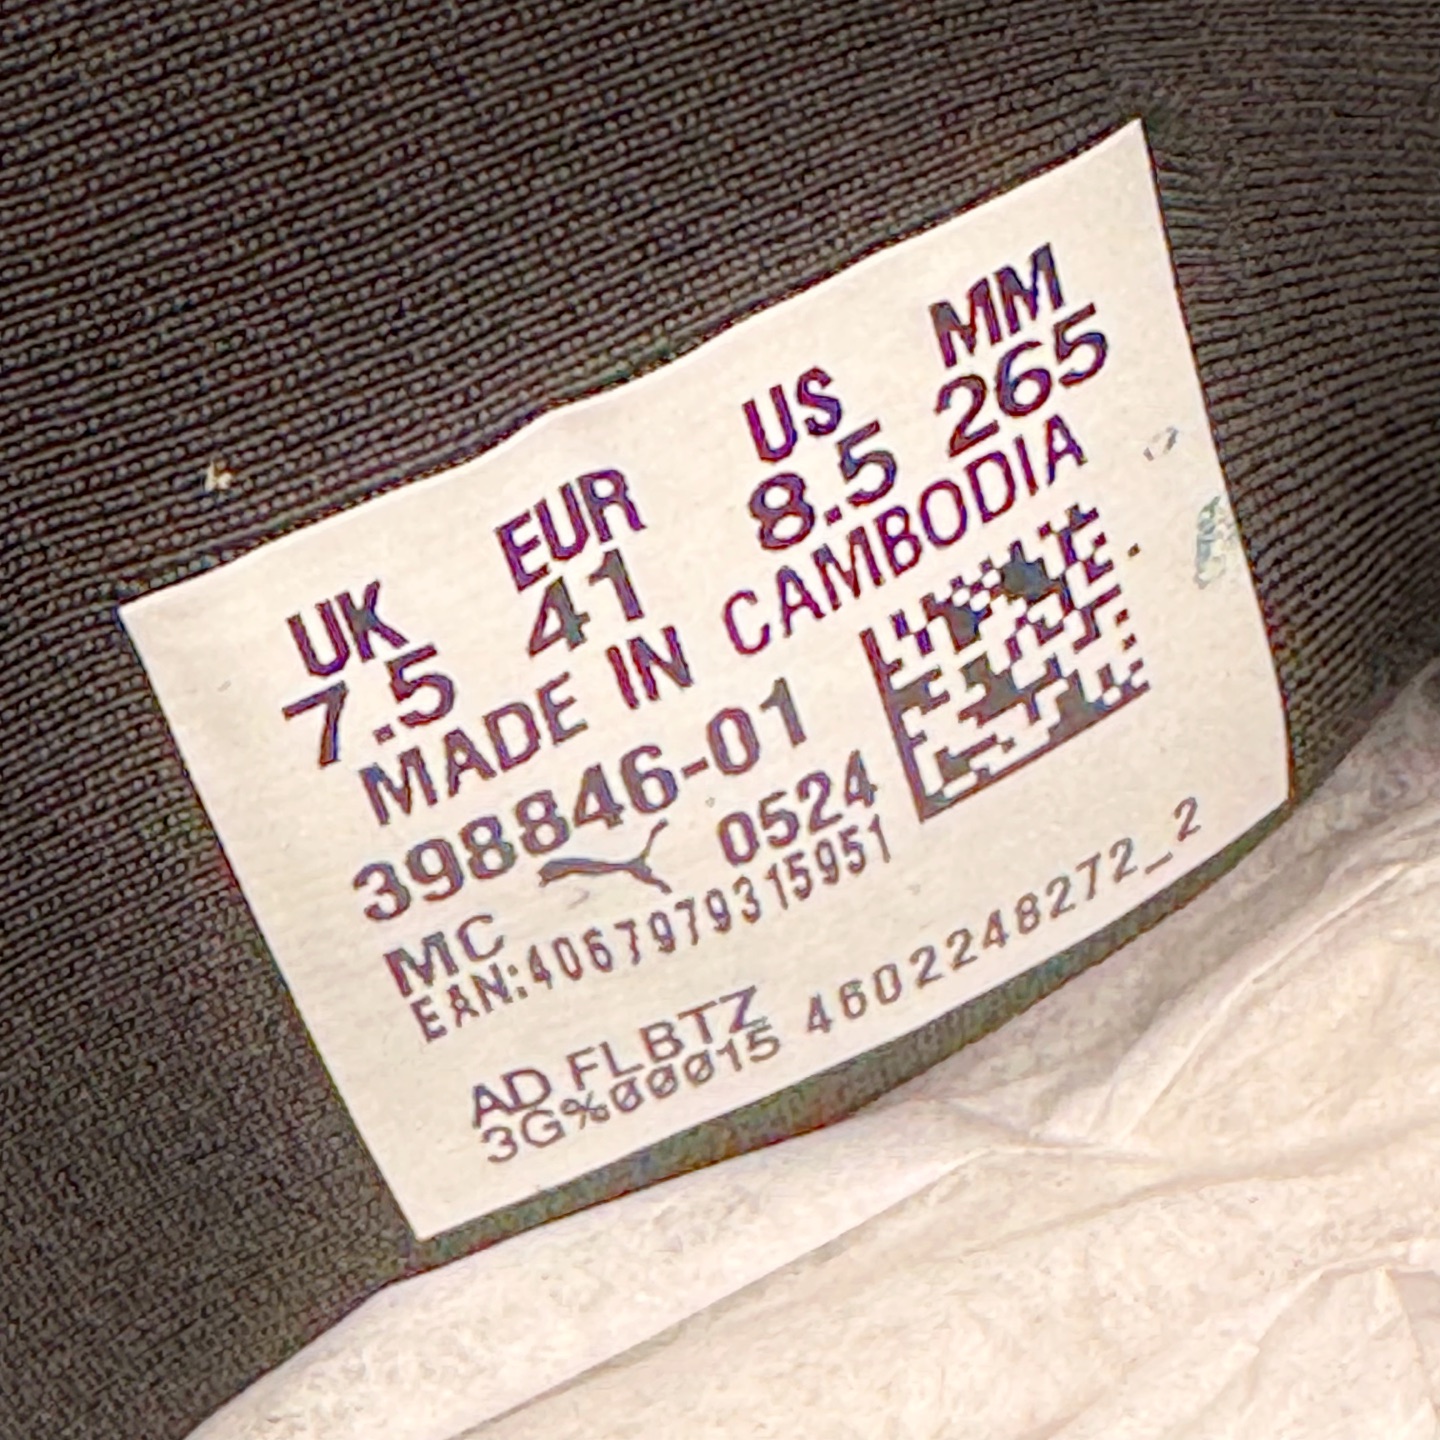 UK EUR US MM
7.5 41 8.5 265
MADE IN CAMBODIA
398846-01
MC 0524
EAN:4067979315951
AD FLBTZ
3G%00015 4602248272_2